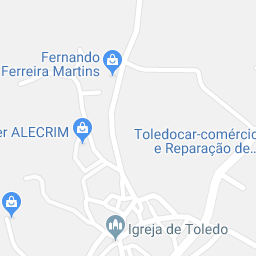 Fernando
Ferreira Martins
er ALECRIM
Toledocar-comércio
e Reparação de...
Igreja de Toledo